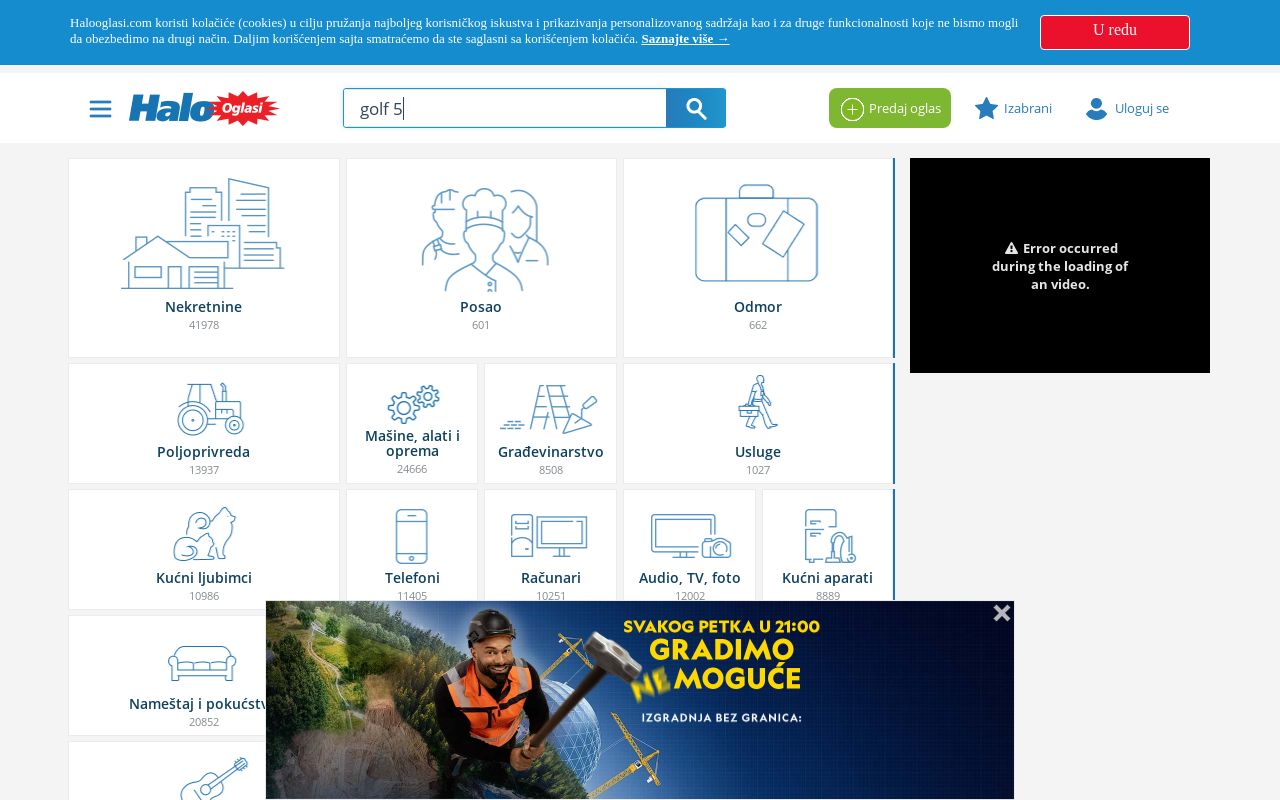 Halooglasi.com koristi kolačiće (cookies) u cilju pružanja najboljeg korisničkog iskustva i prikazivanja personalizovanog sadržaja kao i za druge funkcionalnosti koje ne bismo mogli
da obezbedimo na drugi način. Daljim korišćenjem sajta smatraćemo da ste saglasni sa korišćenjem kolačića. Saznajte više →
U redu
Halo Oglasi
golf 5
Predaj oglas
Izabrani
Uloguj se
Nekretnine
41978
Posao
601
Odmor
662
Error occurred
during the loading of
an video.
Poljoprivreda
13937
Mašine, alati i
oprema
24666
Građevinarstvo
8508
Usluge
1027
Kućni ljubimci
10986
Telefoni
11405
Računari
10251
Audio, TV, foto
12002
Kućni aparati
8889
Nameštaj i pokućstv
20852
SVAKOG PETKA U 21:00
GRADIMO
NEMOGUĆE
IZGRADNJA BEZ GRANICA: